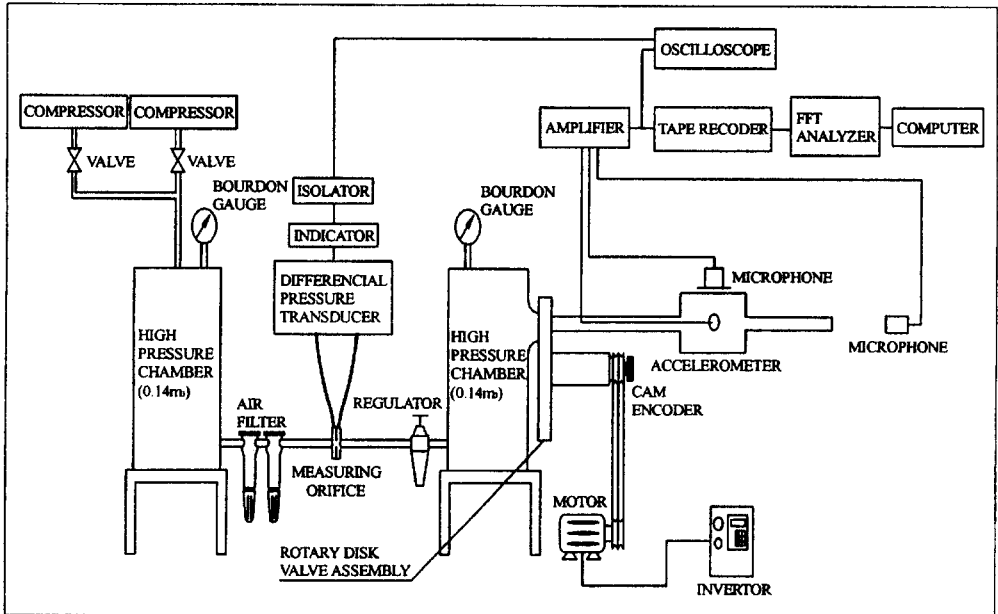 OSCILLOSCOPE
COMPRESSOR
COMPRESSOR
AMPLIFIER
TAPE RECODER
FFT
ANALYZER
COMPUTER
VALVE
VALVE
BOURDON
GAUGE
ISOLATOR
BOURDON
GAUGE
INDICATOR
DIFFERENCIAL
PRESSURE
TRANSDUCER
MICROPHONE
HIGH
PRESSURE
CHAMBER
(0.14m³)
HIGH
PRESSURE
CHAMBER
(0.14m³)
MICROPHONE
ACCELEROMETER
AIR
FILTER
REGULATOR
CAM
ENCODER
MEASURING
ORIFICE
MOTOR
ROTARY DISK
VALVE ASSEMBLY
INVERTOR